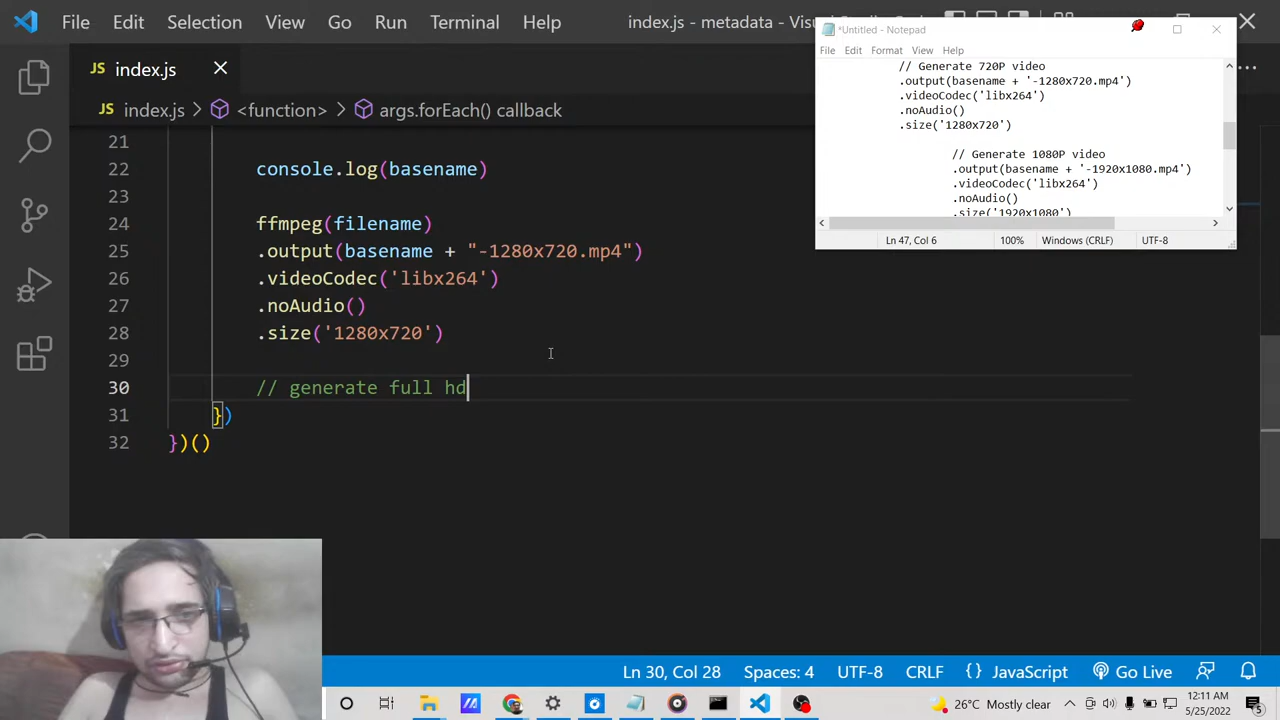 File Selection View Go Run Terminal Help index.js - metadata - Visual
*Untitled - Notepad
File Edit Format View Help
// Generate 720P video
.output(basename + '-1280x720.mp4')
.videoCodec('libx264')
.noAudio()
.size('1280x720')
// Generate 1080P video
.output(basename + '-1920x1080.mp4')
.videoCodec('libx264')
.noAudio()
.size('1920x1080')
Ln 47, Col 6 100% Windows (CRLF) UTF-8
JS index.js
JS index.js > <function> > args.forEach() callback
21
22 console.log(basename)
23
24 ffmpeg(filename)
25 .output(basename + "-1280x720.mp4")
26 .videoCodec('libx264')
27 .noAudio()
28 .size('1280x720')
29
30 // generate full hd
31 })
32 })()
Ln 30, Col 28 Spaces: 4 UTF-8 CRLF {} JavaScript Go Live
26°C Mostly clear
12:11 AM
5/25/2022
5